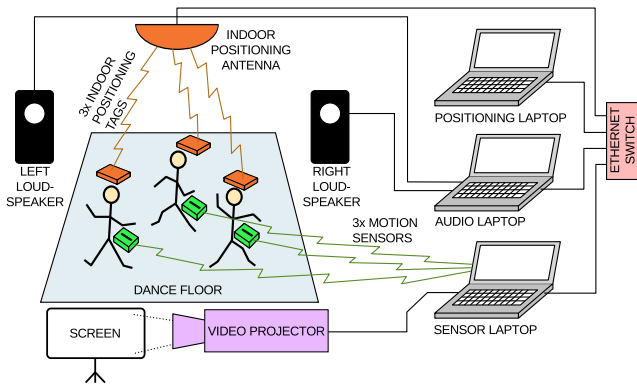 INDOOR
POSITIONING
ANTENNA
3x INDOOR
POSITIONING
TAGS
LEFT
LOUD-
SPEAKER
RIGHT
LOUD-
SPEAKER
POSITIONING LAPTOP
ETHERNET
SWITCH
AUDIO LAPTOP
3x MOTION
SENSORS
DANCE FLOOR
SCREEN
VIDEO PROJECTOR
SENSOR LAPTOP